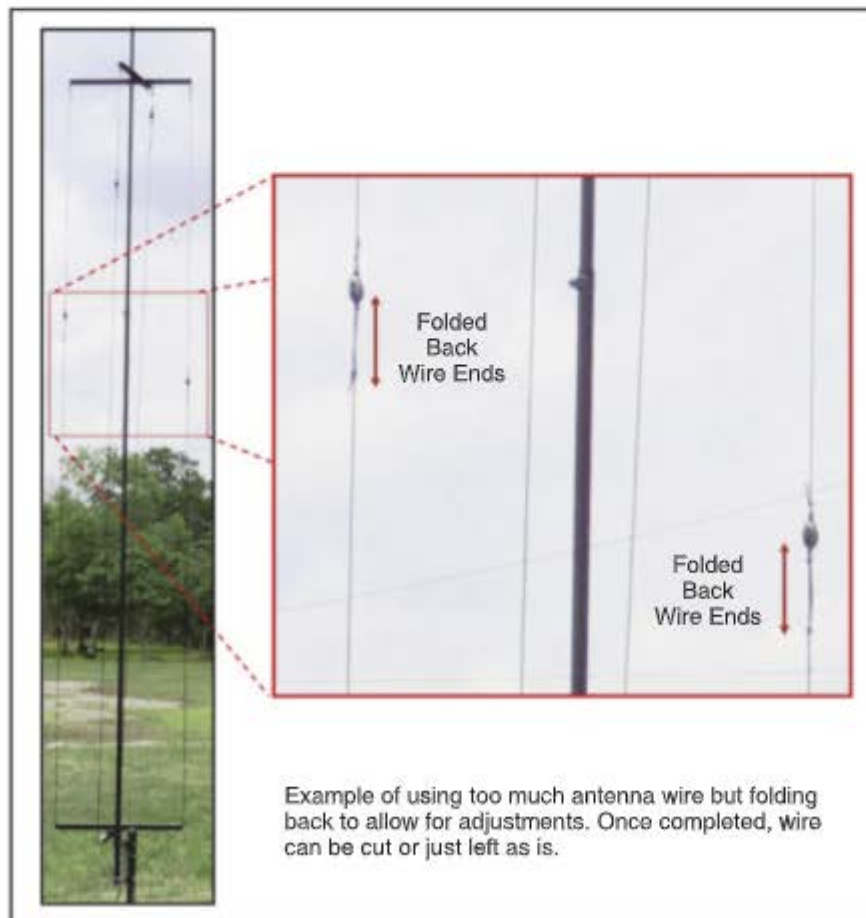 Folded
Back
Wire Ends
Folded
Back
Wire Ends
Example of using too much antenna wire but folding
back to allow for adjustments. Once completed, wire
can be cut or just left as is.